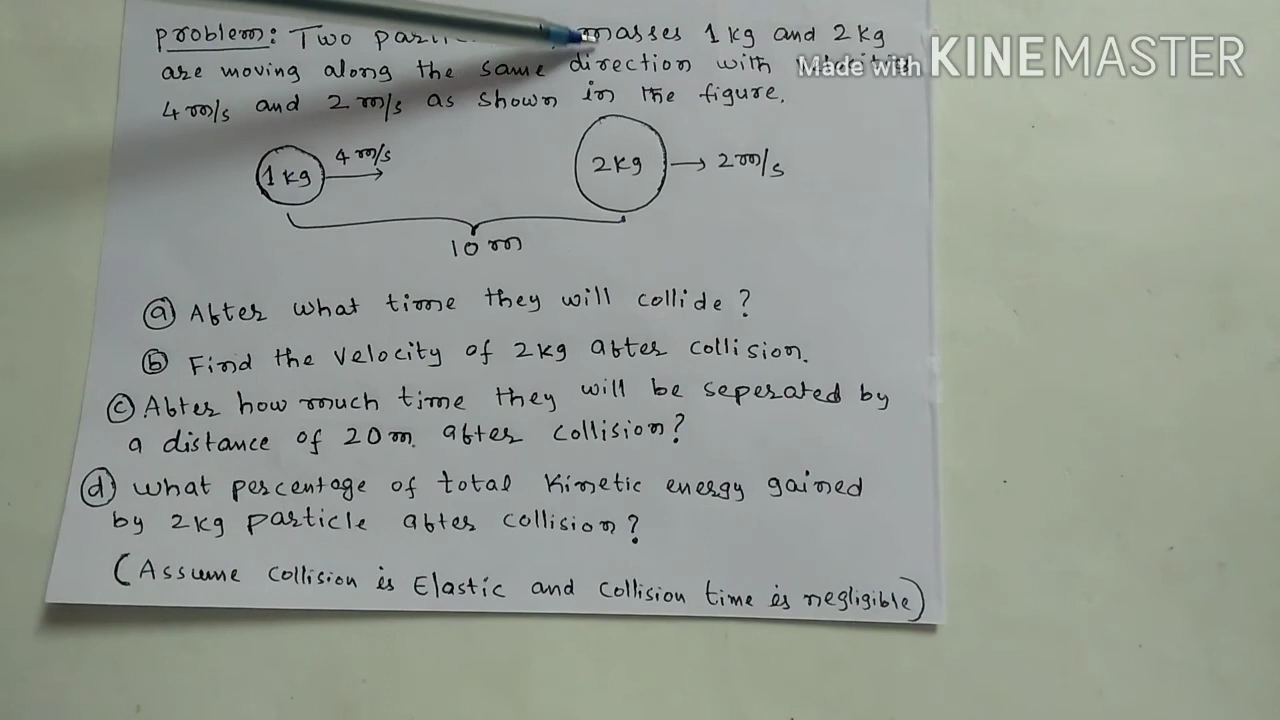 Problem: Two parti masses 1 kg and 2 kg
are moving along the same direction with
4 m/s and 2 m/s as shown in the figure.
Made with KINEMASTER
1 kg 4 m/s 2 kg 2 m/s
10 m
(a) After what time they will collide?
(b) Find the velocity of 2 kg after collision.
(c) After how much time they will be seperated by
a distance of 20 m after collision?
(d) What percentage of total Kinetic energy gained
by 2 kg particle after collision?
(Assume collision is Elastic and collision time is negligible)